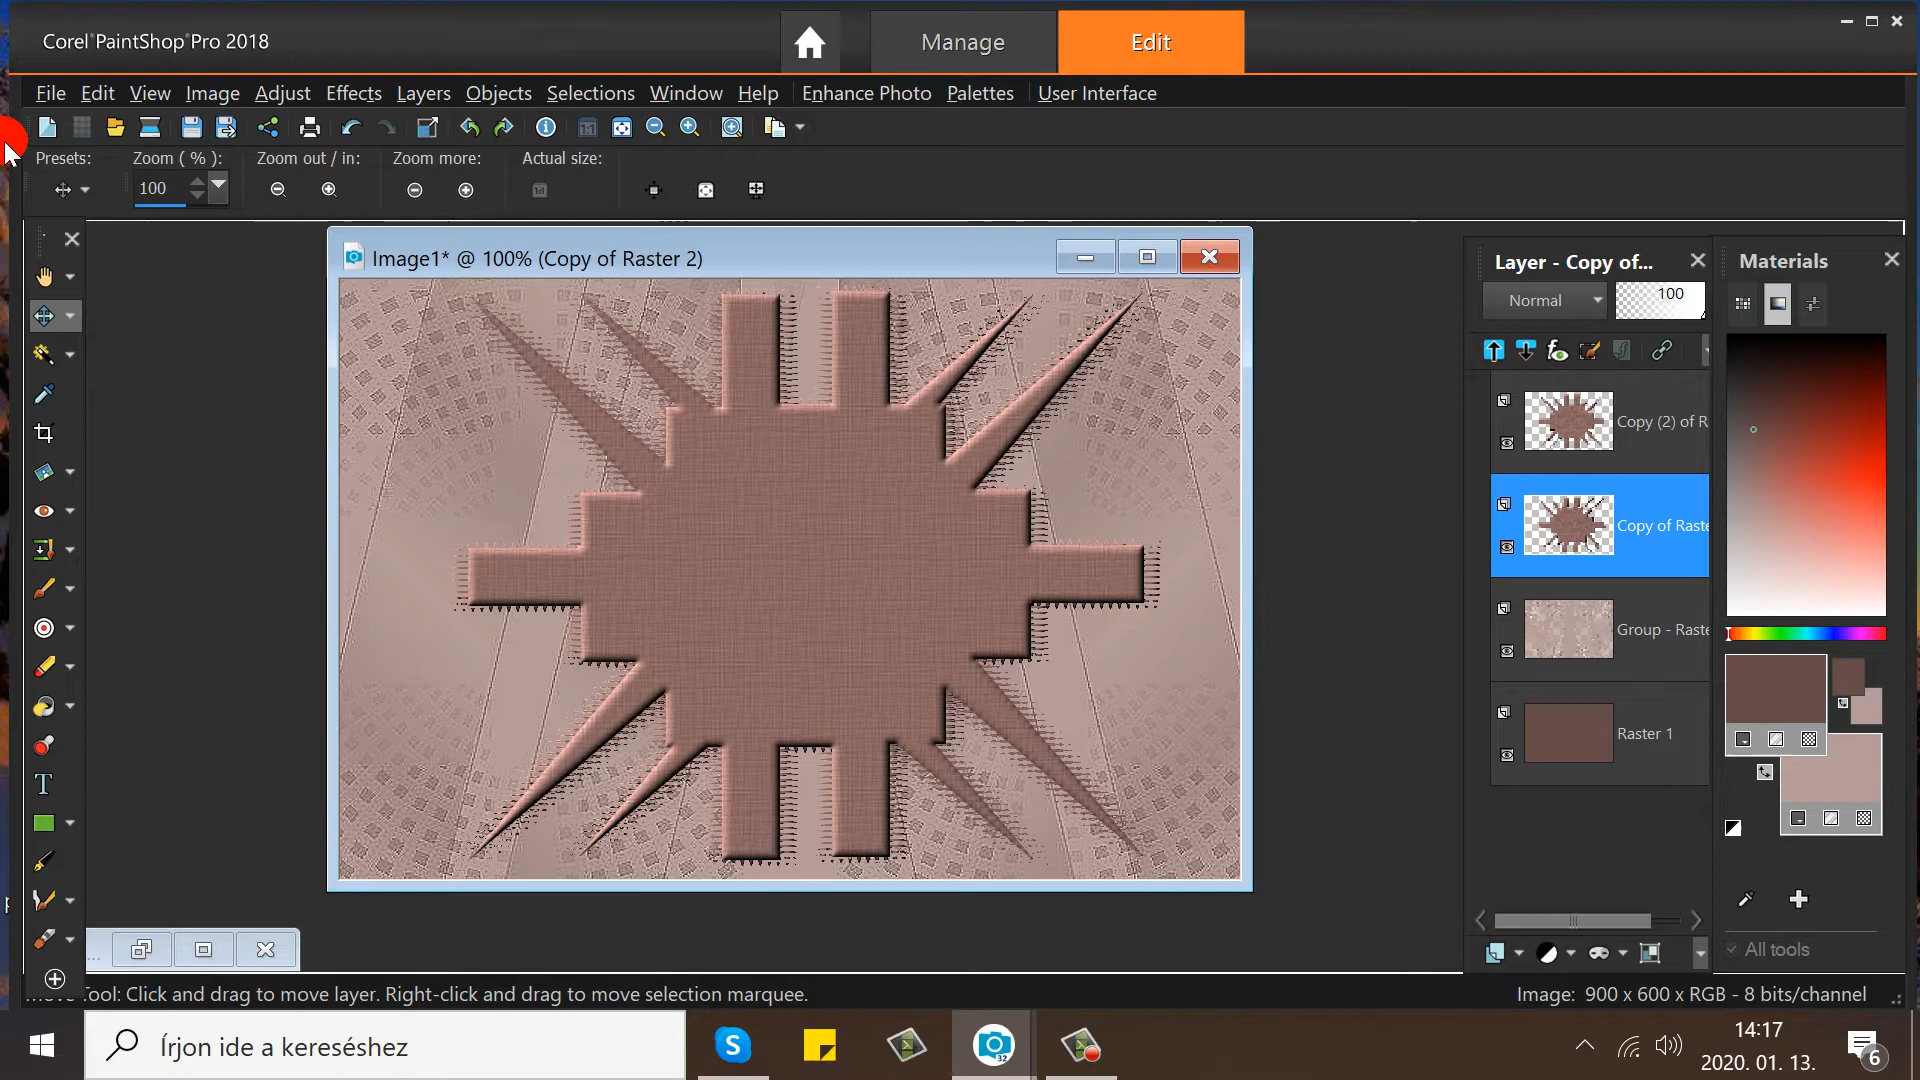 Corel®PaintShop®Pro 2018
Manage
Edit
File Edit View Image Adjust Effects Layers Objects Selections Window Help Enhance Photo Palettes User Interface
Presets: Zoom ( % ): Zoom out / in: Zoom more: Actual size:
100
Image1* @ 100% (Copy of Raster 2)
Layer - Copy of...
Materials
Normal
100
Copy (2) of R
Copy of Raste
Group - Raste
Raster 1
All tools
Tool: Click and drag to move layer. Right-click and drag to move selection marquee.
Image: 900 x 600 x RGB - 8 bits/channel
Írjon ide a kereséshez
32
14:17
2020. 01. 13.
6